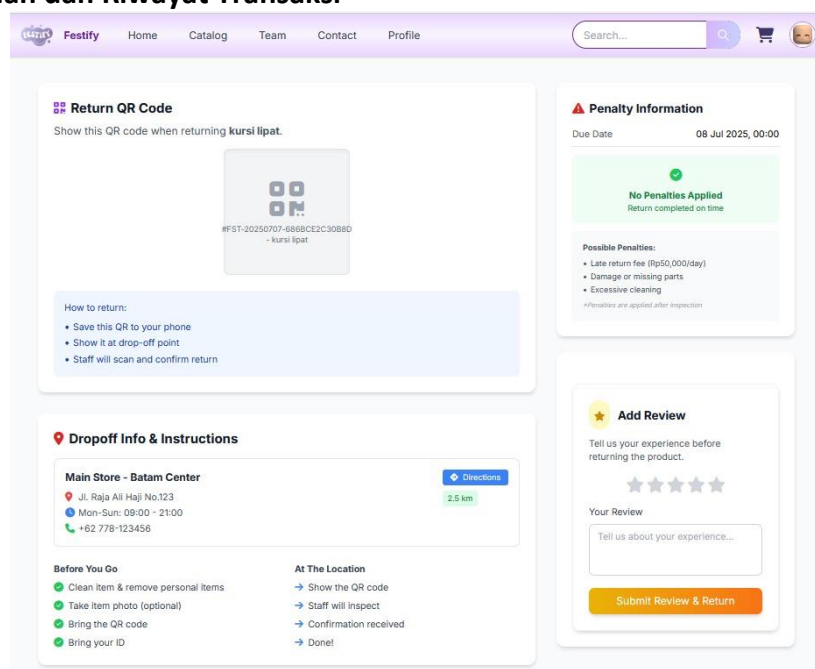 dan Riwayat Transaksi
FESTIFY
Festify Home Catalog Team Contact Profile
Search...
Return QR Code
Show this QR code when returning kursi lipat.
#FST-20250707-686BCE2C30B8D
- kursi lipat
How to return:
• Save this QR to your phone
• Show it at drop-off point
• Staff will scan and confirm return
Penalty Information
Due Date 08 Jul 2025, 00:00
No Penalties Applied
Return completed on time
Possible Penalties:
• Late return fee (Rp50,000/day)
• Damage or missing parts
• Excessive cleaning
*Penalties are applied after inspection
Dropoff Info & Instructions
Main Store - Batam Center
Directions
Jl. Raja Ali Haji No.123
2.5 km
Mon-Sun: 09:00 - 21:00
+62 778-123456
Before You Go
Clean item & remove personal items
Take item photo (optional)
Bring the QR code
Bring your ID
At The Location
→ Show the QR code
→ Staff will inspect
→ Confirmation received
→ Done!
Add Review
Tell us your experience before
returning the product.
Your Review
Tell us about your experience...
Submit Review & Return